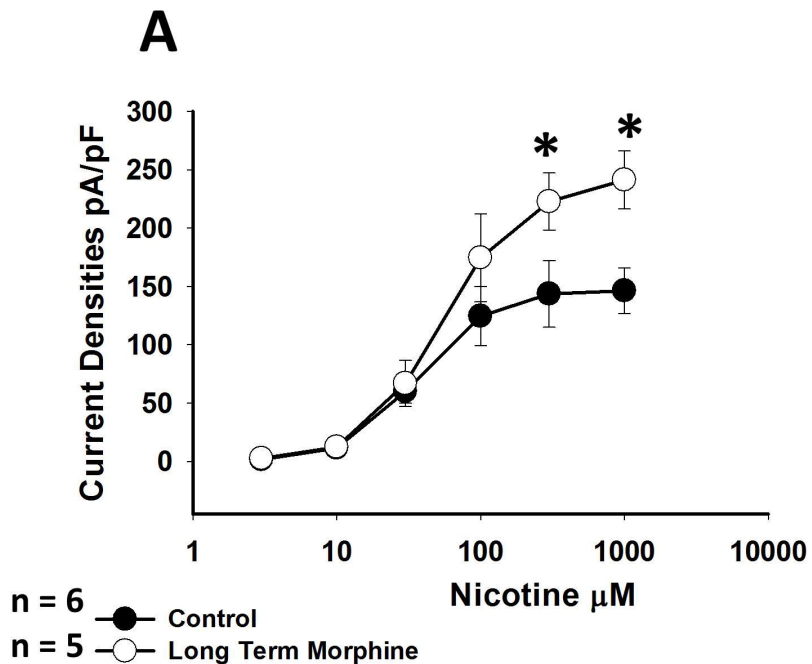 A
Current Densities pA/pF
300
250
200
150
100
50
0
*
*
1 10 100 1000 10000
Nicotine μM
n = 6 Control
n = 5 Long Term Morphine